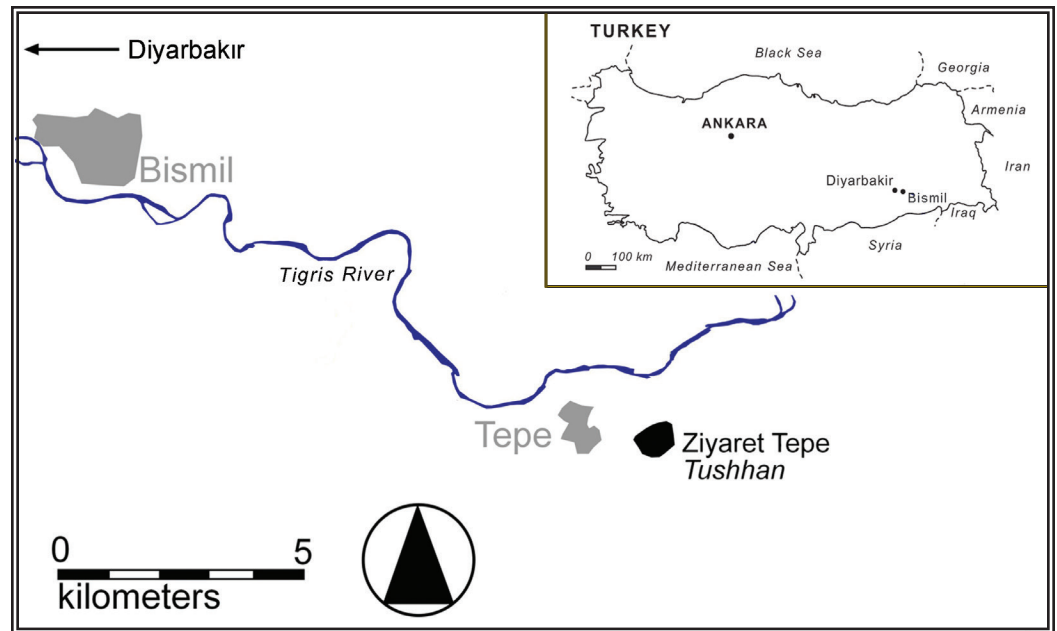 Diyarbakır
Bismil
Tigris River
Tepe
Ziyaret Tepe
Tushhan
0 5
kilometers
TURKEY
Black Sea
Georgia
Armenia
ANKARA
Iran
Diyarbakir
Bismil
Iraq
Syria
0 100 km
Mediterranean Sea